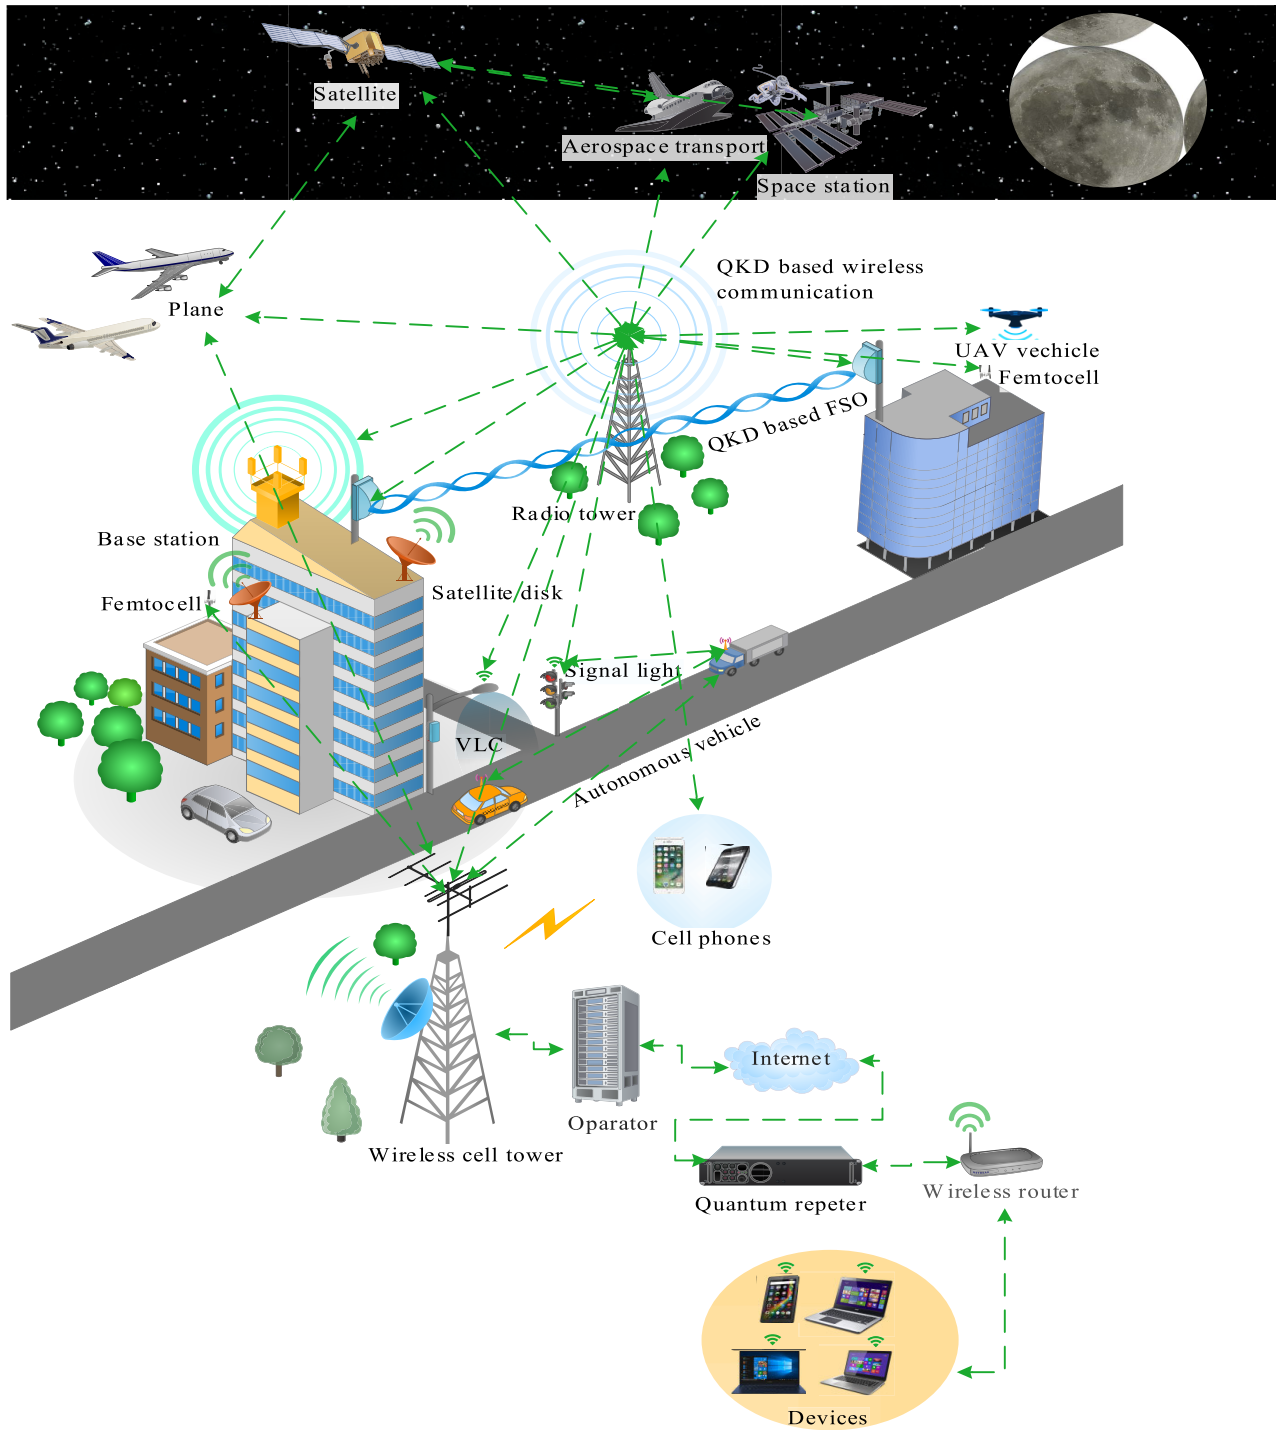 Satellite
Aerospace transport
Space station
QKD based wireless
communication
Plane
UAV vechicle
Femtocell
QKD based FSO
Radio tower
Base station
Satellite disk
Femtocell
Signal light
VLC
Autonomous vehicle
Cell phones
Internet
Oparator
Wireless cell tower
Quantum repeter
Wireless router
Devices